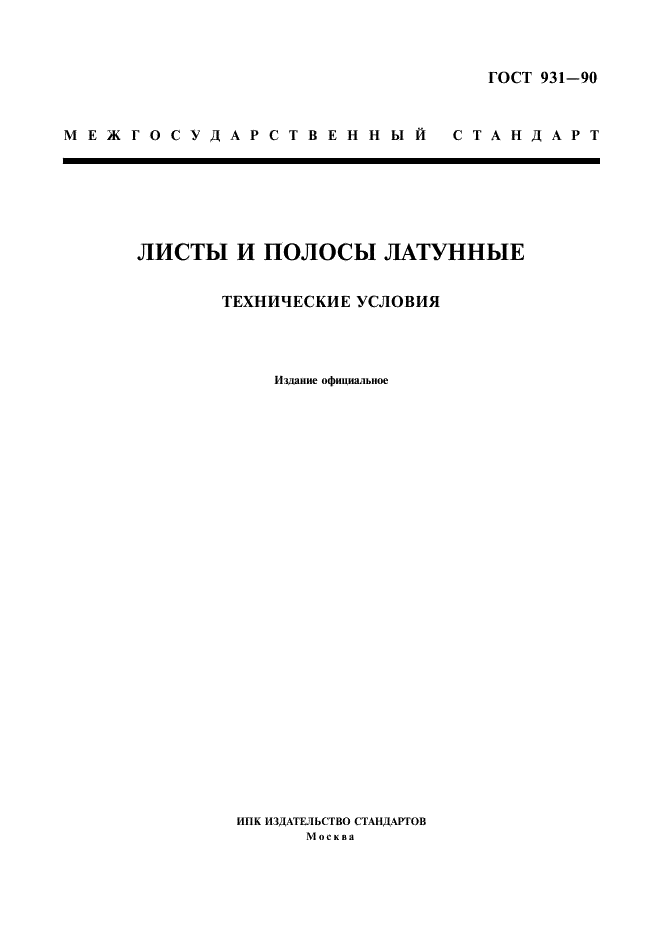 ГОСТ 931—90
МЕЖГОСУДАРСТВЕННЫЙ СТАНДАРТ
ЛИСТЫ И ПОЛОСЫ ЛАТУННЫЕ
ТЕХНИЧЕСКИЕ УСЛОВИЯ
Издание официальное
ИПК ИЗДАТЕЛЬСТВО СТАНДАРТОВ
Москва